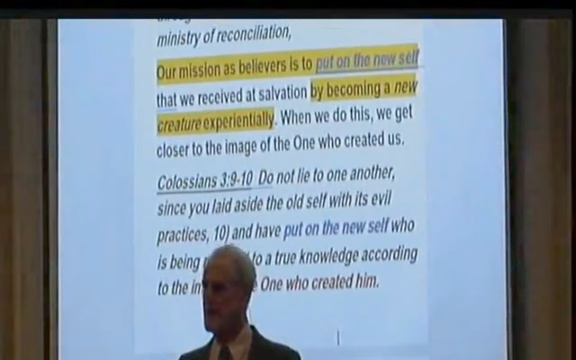 ministry of reconciliation,
Our mission as believers is to put on the new self
that we received at salvation by becoming a new
creature experientially. When we do this, we get
closer to the image of the One who created us.
Colossians 3:9-10 Do not lie to one another,
since you laid aside the old self with its evil
practices, 10) and have put on the new self who
is being to a true knowledge according
to the One who created him.